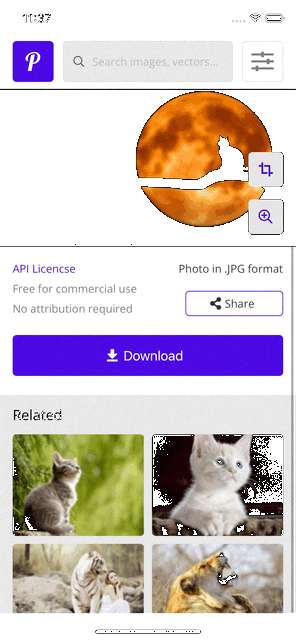 11:37
P
Search images, vectors...
API Licencse
Photo in .JPG format
Free for commercial use
No attribution required
Share
Download
Related